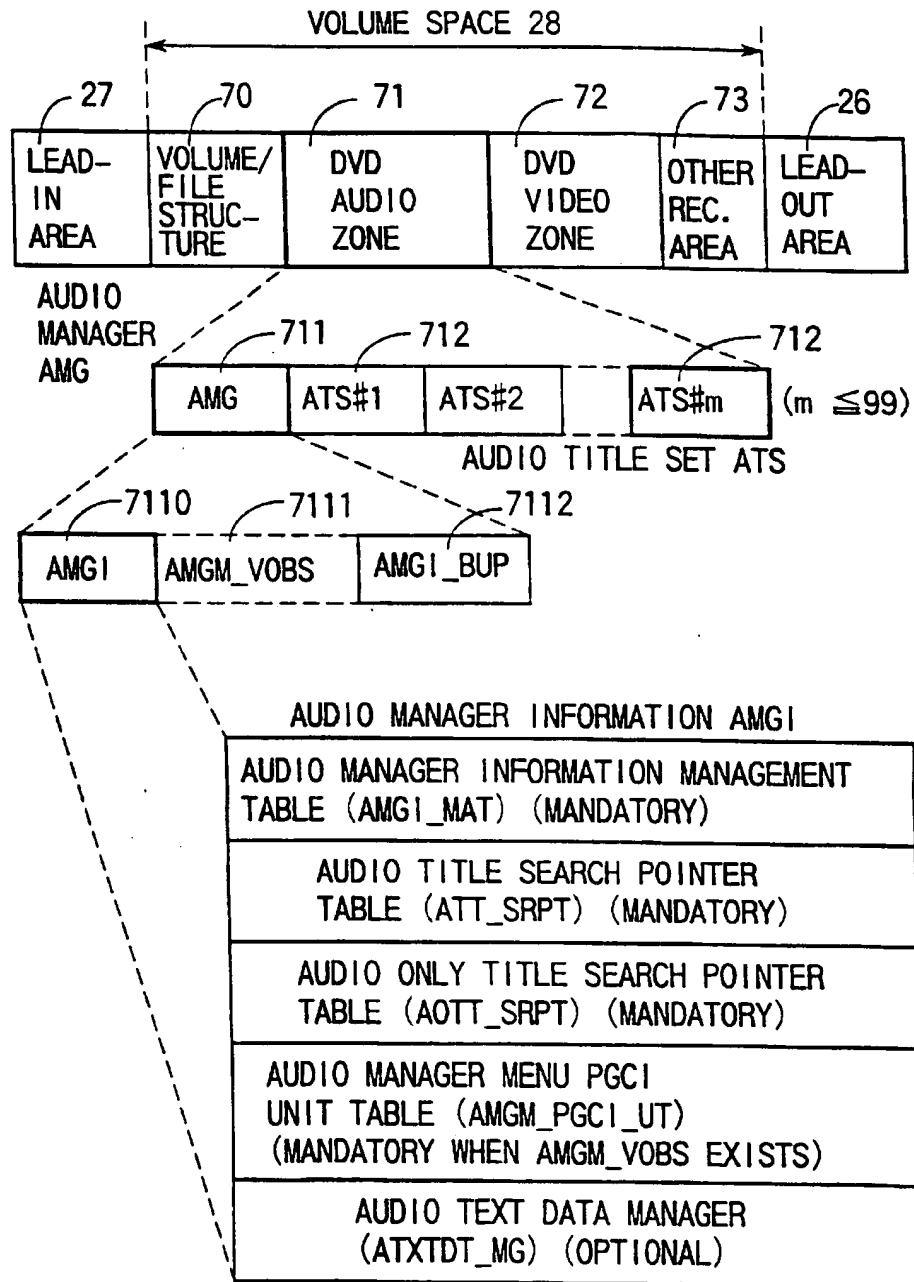 VOLUME SPACE 28
27
70
71
72
73
26
LEAD-
IN
AREA
VOLUME/
FILE
STRUC-
TURE
DVD
AUDIO
ZONE
DVD
VIDEO
ZONE
OTHER
REC.
AREA
LEAD-
OUT
AREA
AUDIO
MANAGER
AMG
711
712
712
AMG
ATS#1
ATS#2
ATS#m
(m ≦99)
AUDIO TITLE SET ATS
7110
7111
7112
AMGI
AMGM_VOBS
AMGI_BUP
AUDIO MANAGER INFORMATION AMGI
AUDIO MANAGER INFORMATION MANAGEMENT
TABLE (AMGI_MAT) (MANDATORY)
AUDIO TITLE SEARCH POINTER
TABLE (ATT_SRPT) (MANDATORY)
AUDIO ONLY TITLE SEARCH POINTER
TABLE (AOTT_SRPT) (MANDATORY)
AUDIO MANAGER MENU PGCI
UNIT TABLE (AMGM_PGCI_UT)
(MANDATORY WHEN AMGM_VOBS EXISTS)
AUDIO TEXT DATA MANAGER
(ATXTDT_MG) (OPTIONAL)